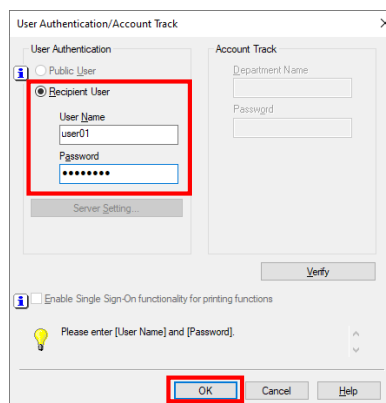 User Authentication/Account Track
User Authentication
Public User
Recipient User
User Name
user01
Password
••••••••
Server Setting...
Account Track
Department Name
Password
Verify
Enable Single Sign-On functionality for printing functions
Please enter [User Name] and [Password].
OK
Cancel
Help